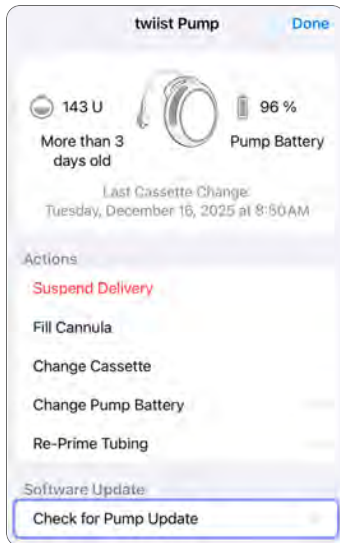 twiist Pump Done
143 U
More than 3
days old
96 %
Pump Battery
Last Cassette Change:
Tuesday, December 16, 2025 at 8:50 AM
Actions
Suspend Delivery
Fill Cannula
Change Cassette
Change Pump Battery
Re-Prime Tubing
Software Update
Check for Pump Update